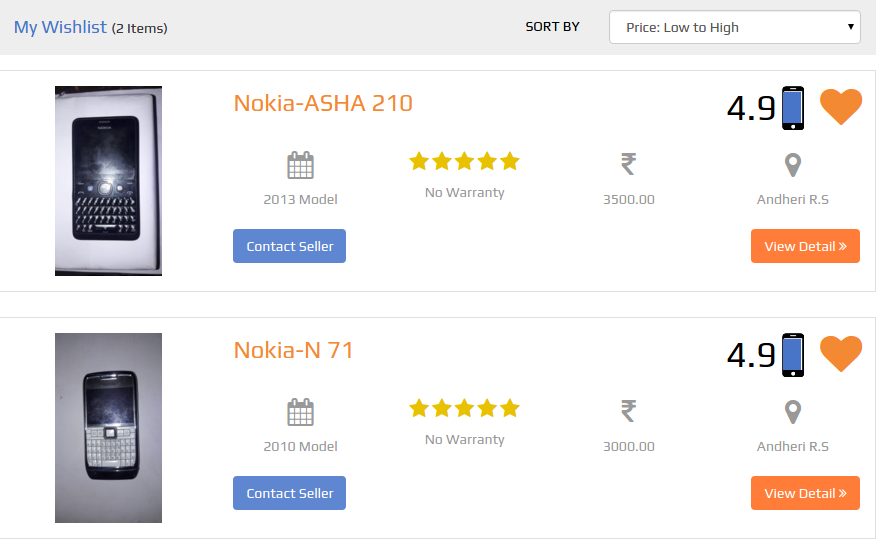 My Wishlist (2 Items)
SORT BY
Price: Low to High
Nokia-ASHA 210
4.9
2013 Model
No Warranty
3500.00
Andheri R.S
Contact Seller
View Detail »
Nokia-N 71
4.9
2010 Model
No Warranty
3000.00
Andheri R.S
Contact Seller
View Detail »